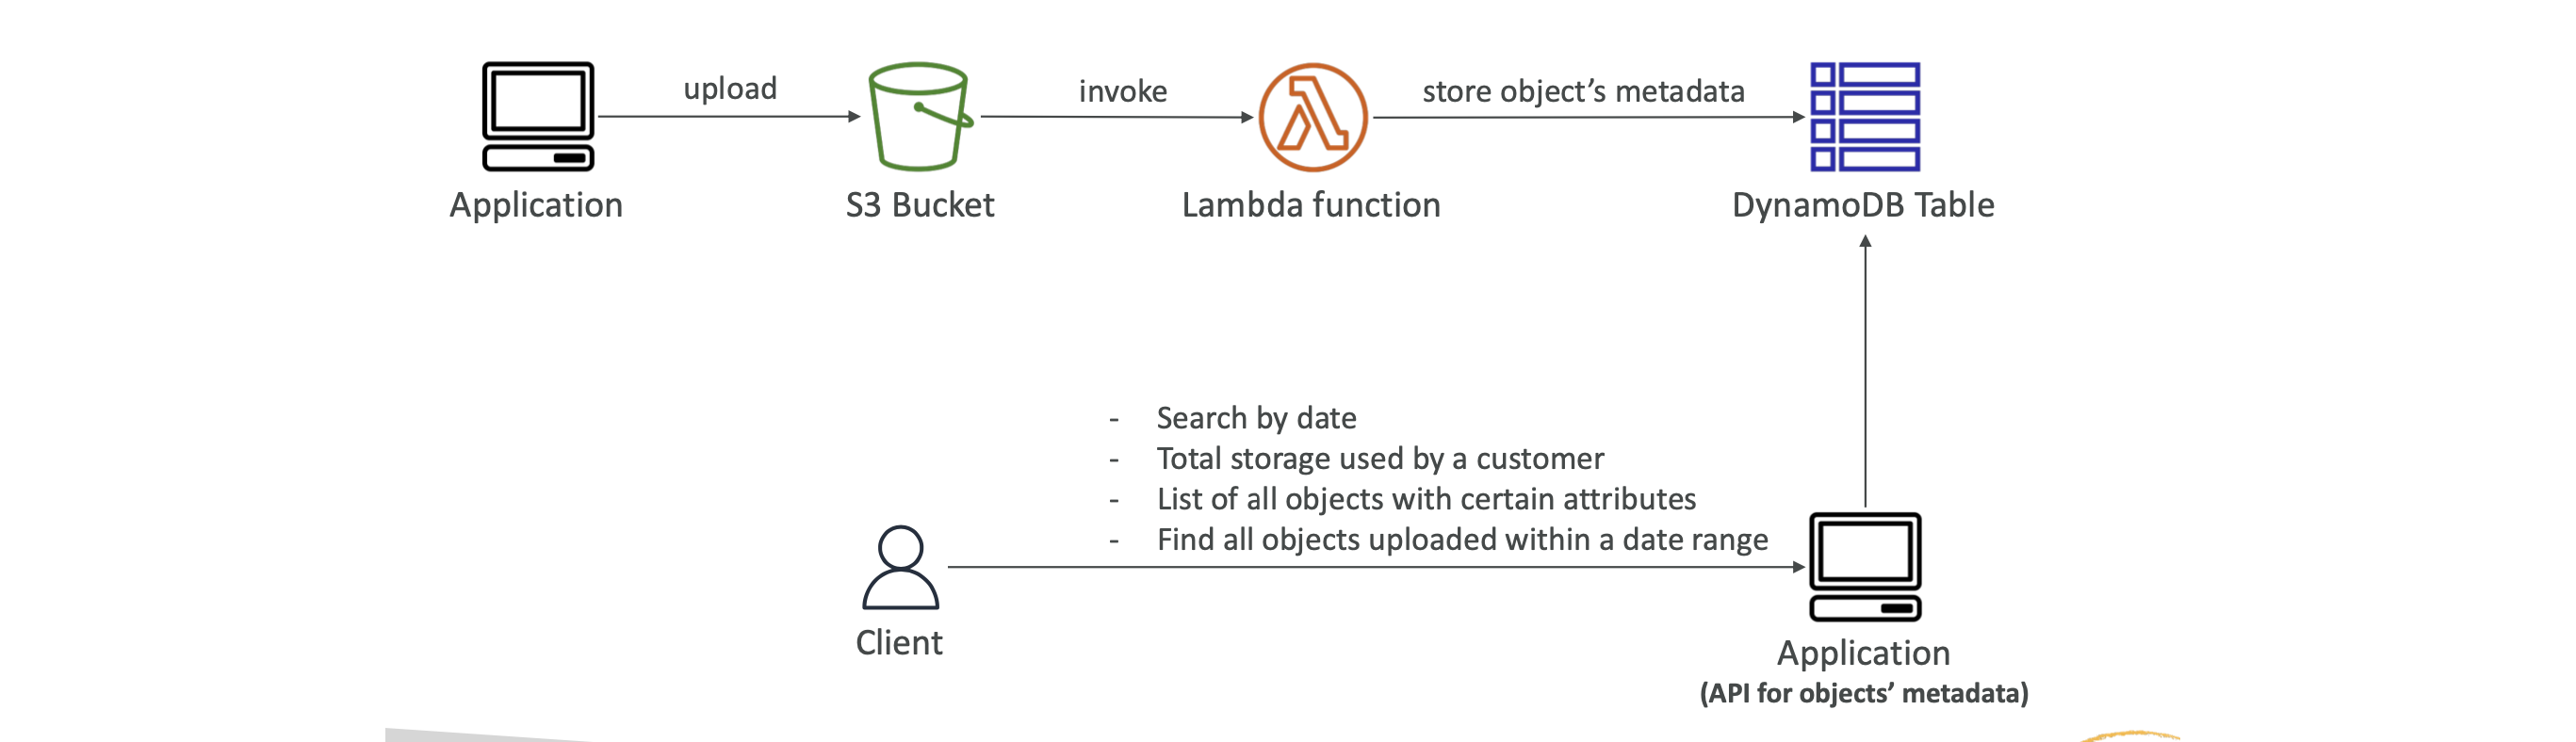 upload
invoke
store object’s metadata
Application
S3 Bucket
Lambda function
DynamoDB Table
- Search by date
- Total storage used by a customer
- List of all objects with certain attributes
- Find all objects uploaded within a date range
Client
Application
(API for objects’ metadata)